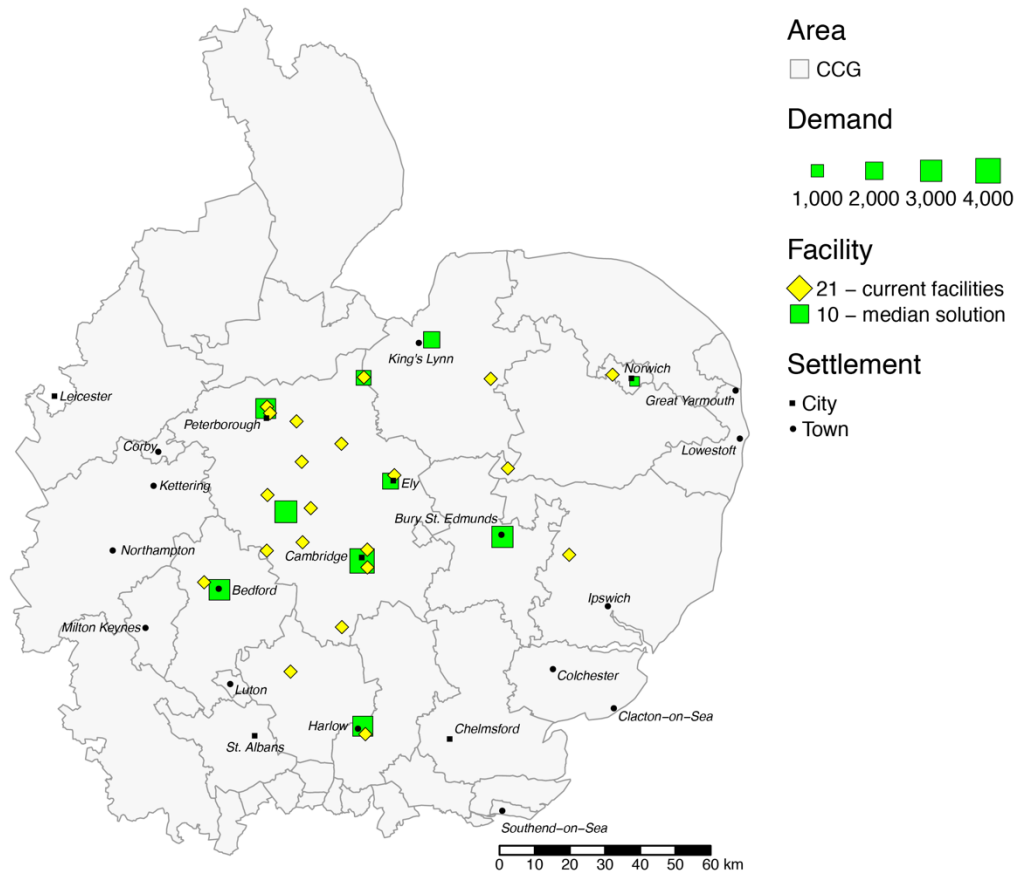 Area
CCG
Demand
1,000 2,000 3,000 4,000
Facility
21 – current facilities
10 – median solution
Settlement
City
Town
King's Lynn
Norwich
Great Yarmouth
Leicester
Peterborough
Lowestoft
Corby
Kettering
Ely
Bury St. Edmunds
Northampton
Cambridge
Bedford
Ipswich
Milton Keynes
Luton
Colchester
Clacton–on–Sea
Harlow
Chelmsford
St. Albans
Southend–on–Sea
0 10 20 30 40 50 60 km